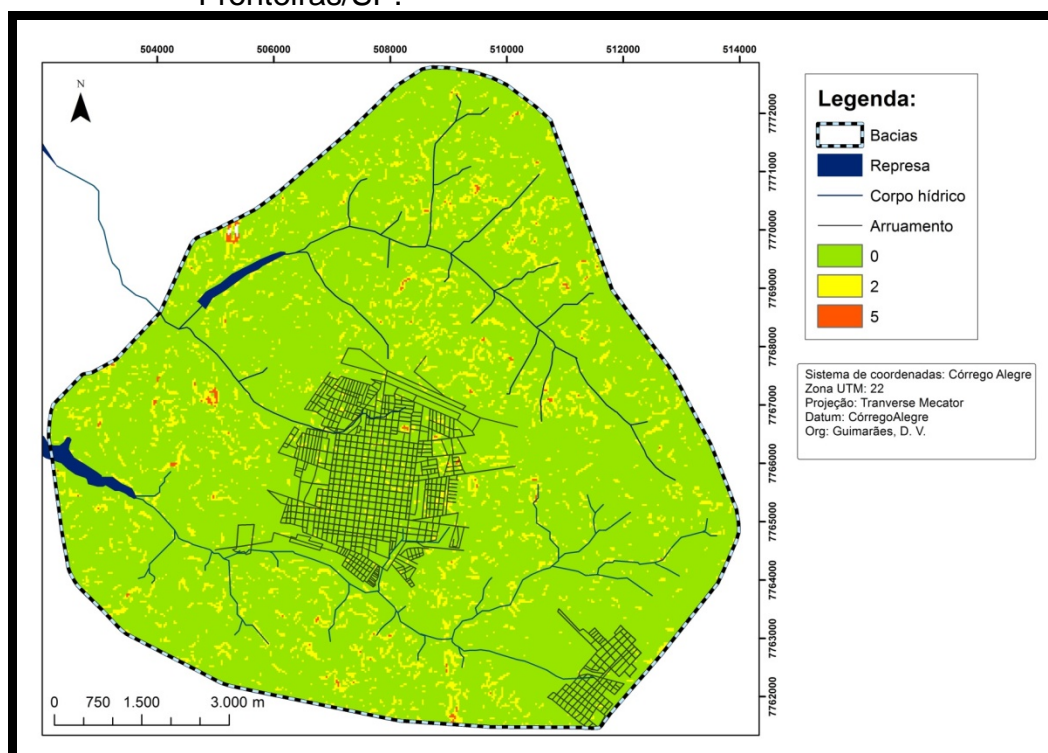 Fronteiras/SP.
504000 506000 508000 510000 512000 514000
N
7772000
7771000
7770000
7769000
7768000
7767000
7766000
7765000
7764000
7763000
7762000
0 750 1.500 3.000 m
Legenda:
Bacias
Represa
Corpo hídrico
Arruamento
0
2
5
Sistema de coordenadas: Córrego Alegre
Zona UTM: 22
Projeção: Tranverse Mecator
Datum: CórregoAlegre
Org: Guimarães, D. V.